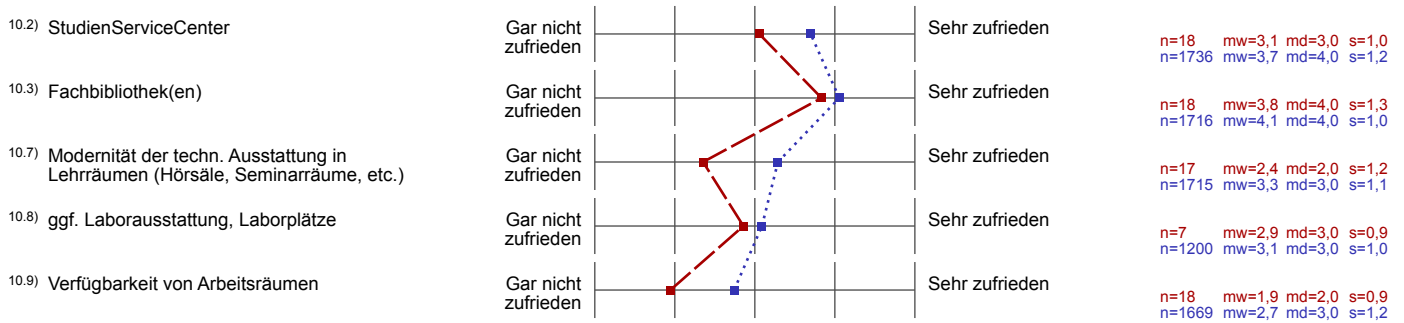 10.2) StudienServiceCenter
Gar nicht
zufrieden
Sehr zufrieden
n=18 mw=3,1 md=3,0 s=1,0
n=1736 mw=3,7 md=4,0 s=1,2
10.3) Fachbibliothek(en)
Gar nicht
zufrieden
Sehr zufrieden
n=18 mw=3,8 md=4,0 s=1,3
n=1716 mw=4,1 md=4,0 s=1,0
10.7) Modernität der techn. Ausstattung in
Lehrräumen (Hörsäle, Seminarräume, etc.)
Gar nicht
zufrieden
Sehr zufrieden
n=17 mw=2,4 md=2,0 s=1,2
n=1715 mw=3,3 md=3,0 s=1,1
10.8) ggf. Laborausstattung, Laborplätze
Gar nicht
zufrieden
Sehr zufrieden
n=7 mw=2,9 md=3,0 s=0,9
n=1200 mw=3,1 md=3,0 s=1,0
10.9) Verfügbarkeit von Arbeitsräumen
Gar nicht
zufrieden
Sehr zufrieden
n=18 mw=1,9 md=2,0 s=0,9
n=1669 mw=2,7 md=3,0 s=1,2